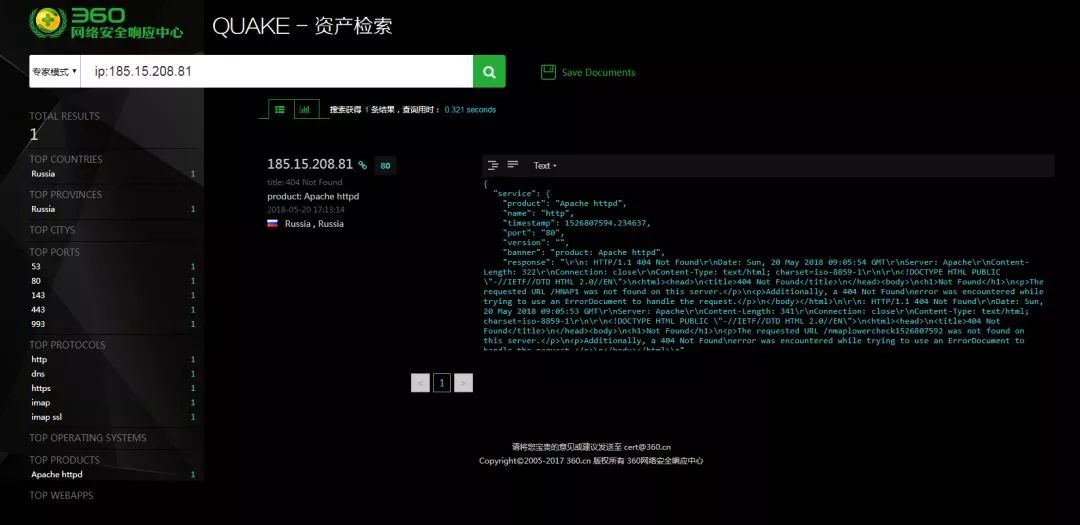 360
网络安全响应中心
QUAKE – 资产检索
专家模式 ▾ ip:185.15.208.81
Save Documents
搜索获得 1 条结果，查询用时： 0.321 seconds
TOTAL RESULTS
1
TOP COUNTRIES
Russia 1
TOP PROVINCES
Russia 1
TOP CITYS
TOP PORTS
53 1
80 1
143 1
443 1
993 1
TOP PROTOCOLS
http 1
dns 1
https 1
imap 1
imap ssl 1
TOP OPERATING SYSTEMS
TOP PRODUCTS
Apache httpd 1
TOP WEBAPPS
185.15.208.81 80
title: 404 Not Found
product: Apache httpd
2018-05-20 17:13:14
Russia , Russia
Text
{
"service": {
"product": "Apache httpd",
"name": "http",
"timestamp": 1526807594.234637,
"port": "80",
"version": "",
"banner": "product: Apache httpd",
"response": "\r\n: HTTP/1.1 404 Not Found\r\nDate: Sun, 20 May 2018 09:05:54 GMT\r\nServer: Apache\r\nContent-
Length: 322\r\nConnection: close\r\nContent-Type: text/html; charset=iso-8859-1\r\n\r\n<!DOCTYPE HTML PUBLIC
\"-//IETF//DTD HTML 2.0//EN\">\n<html><head>\n<title>404 Not Found</title>\n</head><body>\n<h1>Not Found</h1>\n<p>The
requested URL /HNAP1 was not found on this server.</p>\n<p>Additionally, a 404 Not Found\nerror was encountered while
trying to use an ErrorDocument to handle the request.</p>\n</body></html>\n\r\n: HTTP/1.1 404 Not Found\r\nDate: Sun,
20 May 2018 09:05:53 GMT\r\nServer: Apache\r\nContent-Length: 341\r\nConnection: close\r\nContent-Type: text/html;
charset=iso-8859-1\r\n\r\n<!DOCTYPE HTML PUBLIC \"-//IETF//DTD HTML 2.0//EN\">\n<html><head>\n<title>404 Not
Found</title>\n</head><body>\n<h1>Not Found</h1>\n<p>The requested URL /nmaplowercheck1526807592 was not found on
this server.</p>\n<p>Additionally, a 404 Not Found\nerror was encountered while trying to use an ErrorDocument to
handle the request.</p>\n</body></html>\n"
< 1 >
请将您宝贵的意见或建议发送至 cert@360.cn
Copyright©2005-2017 360.cn 版权所有 360网络安全响应中心